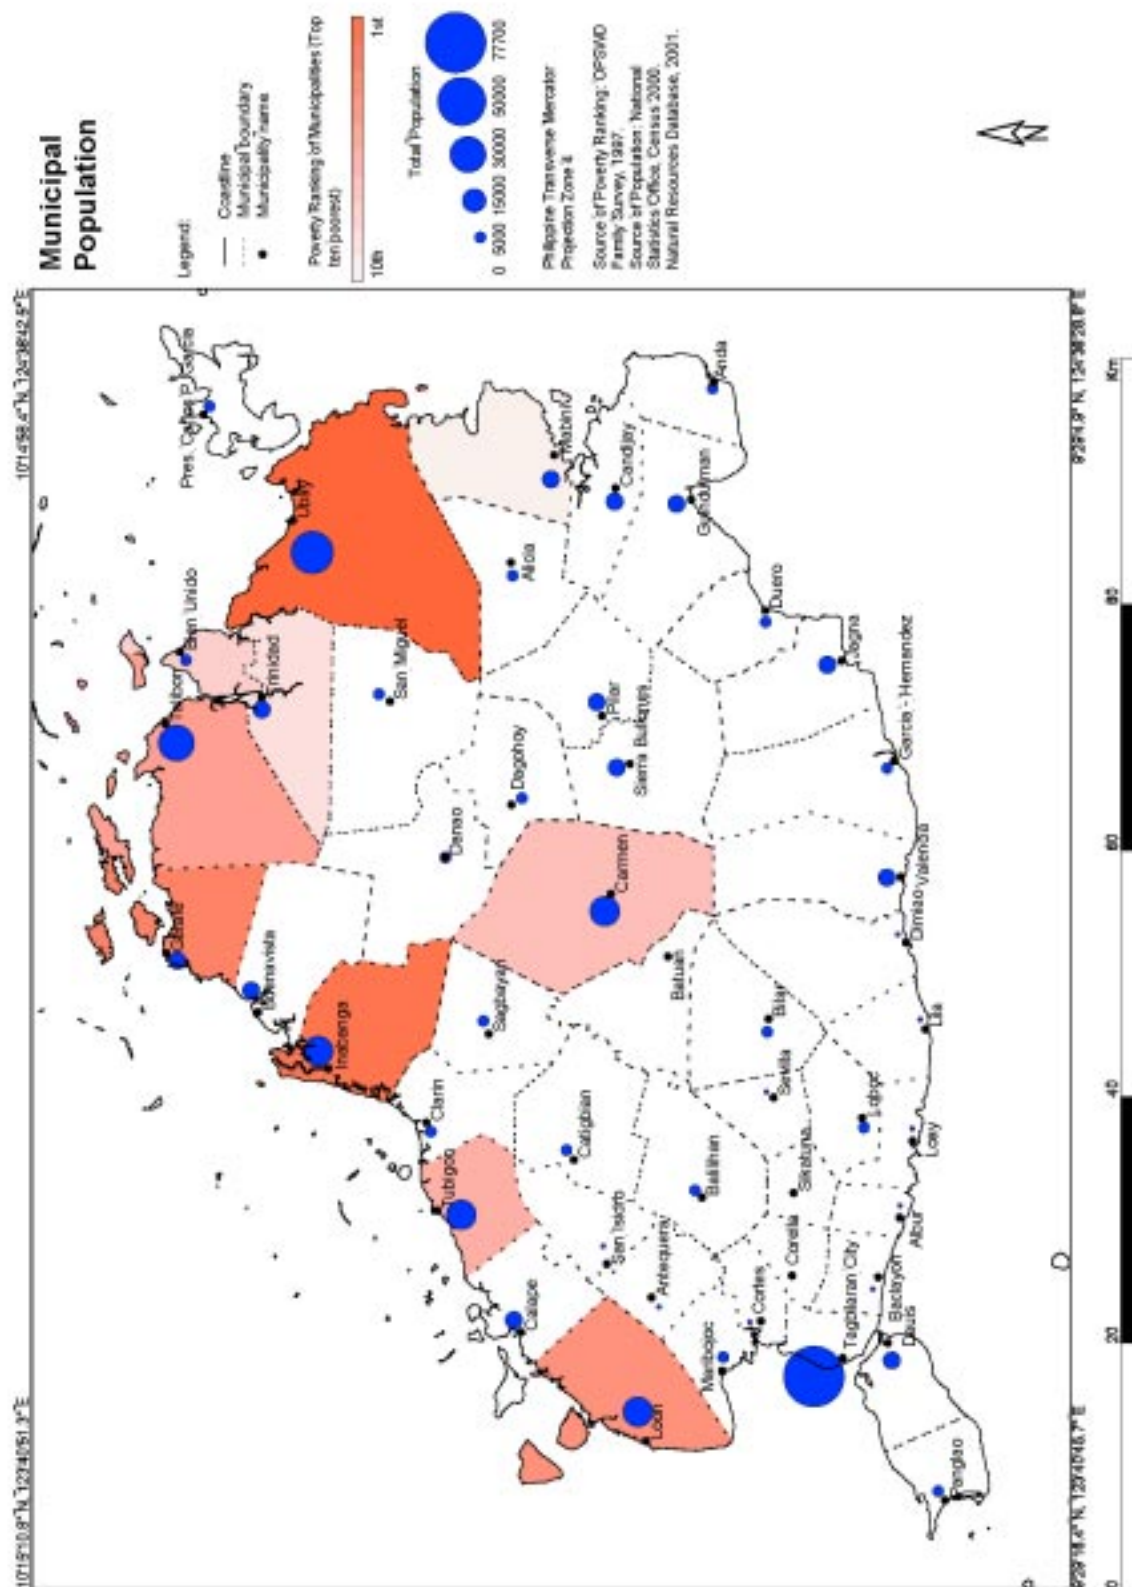 Municipal
Population
Legend:
Coastline
Municipal boundary
Municipality name
Poverty Ranking of Municipalities (Top
ten poorest)
10th 1st
Total Population
0 5000 15000 30000 50000 77700
Philippine Transverse Mercator
Projection Zone 4
Source of Poverty Ranking: OPSWD
Family Survey, 1997.
Source of Population: National
Statistics Office, Census 2000.
Natural Resources Database, 2001.
Pres. Carlos P. Garcia
Bien Unido
Talibon
Ubay
Trinidad
Jetafe
Buenavista
San Miguel
Inabanga
Danao
Dagohoy
Alicia
Mabini
Clarin
Sagbayan
Tubigon
Carmen
Pilar
Sierra Bullones
Candijay
Anda
Guindulman
Calape
Catigbian
San Isidro
Batuan
Duero
Loon
Antequera
Balilihan
Bilar
Sevilla
Jagna
Maribojoc
Cortes
Corella
Sikatuna
Loboc
Garcia - Hernandez
Valencia
Dimiao
Lila
Loay
Albur
Tagbilaran City
Baclayon
Dauis
Panglao
0 20 40 60 80 Km